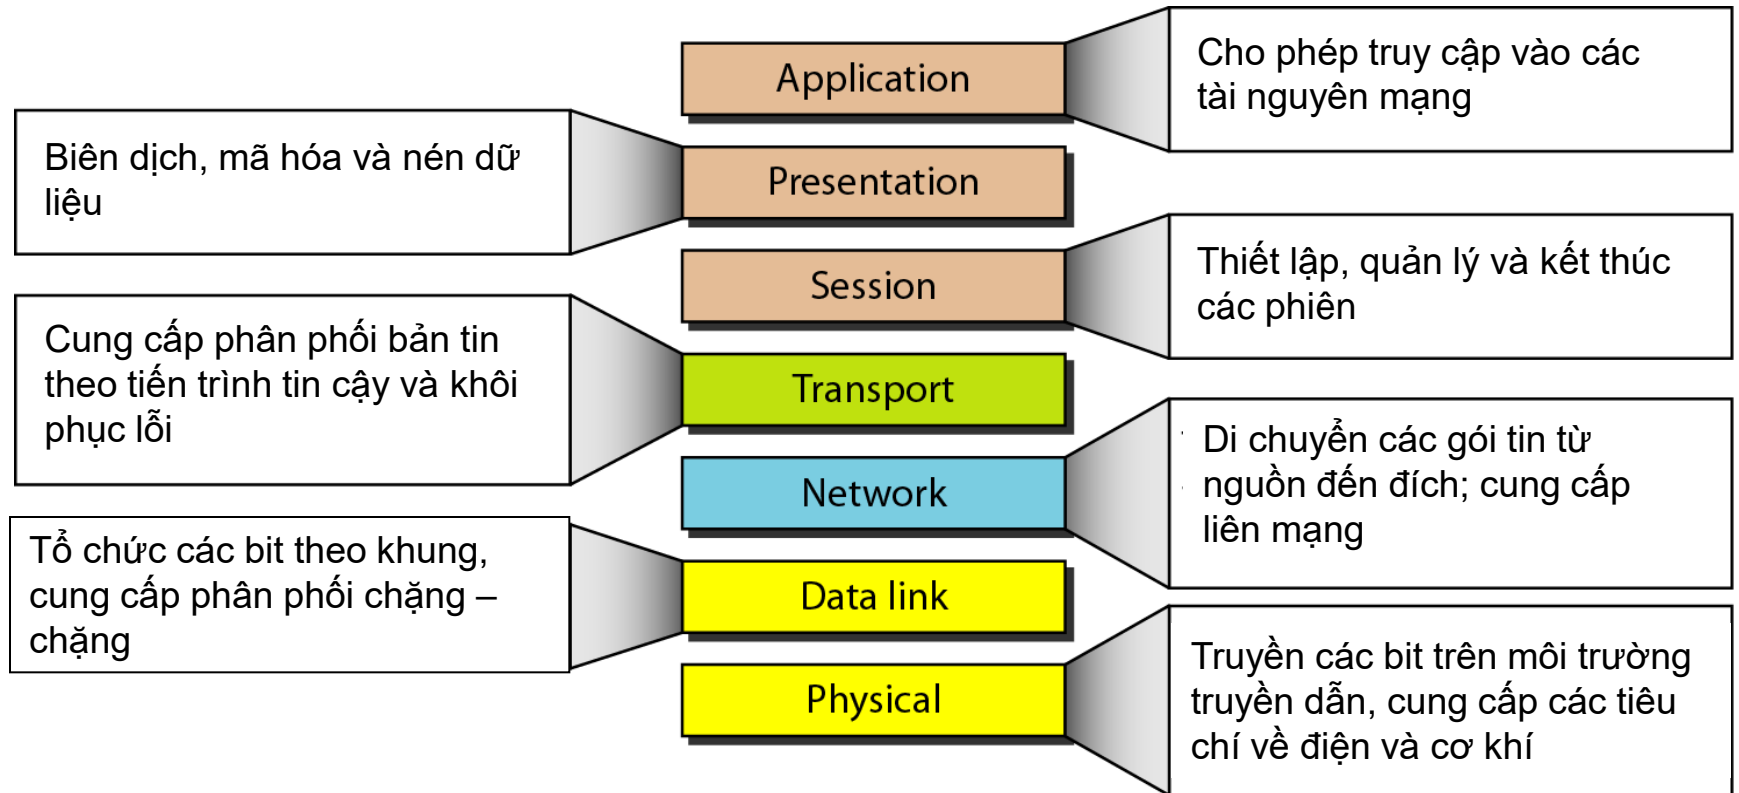 Application
Cho phép truy cập vào các
tài nguyên mạng
Biên dịch, mã hóa và nén dữ
liệu
Presentation
Session
Thiết lập, quản lý và kết thúc
các phiên
Cung cấp phân phối bản tin
theo tiến trình tin cậy và khôi
phục lỗi
Transport
Network
Di chuyển các gói tin từ
nguồn đến đích; cung cấp
liên mạng
Tổ chức các bit theo khung,
cung cấp phân phối chặng –
chặng
Data link
Physical
Truyền các bit trên môi trường
truyền dẫn, cung cấp các tiêu
chí về điện và cơ khí